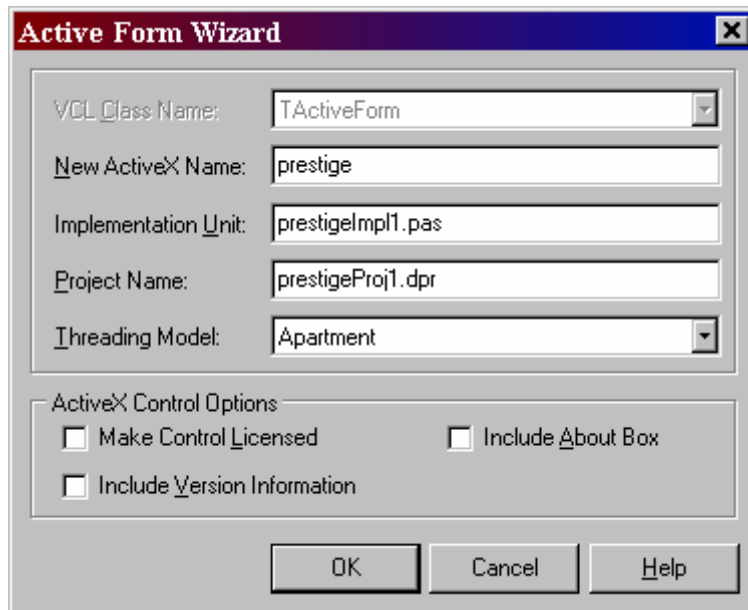 Active Form Wizard
VCL Class Name: TActiveForm
New ActiveX Name: prestige
Implementation Unit: prestigeImpl1.pas
Project Name: prestigeProj1.dpr
Threading Model: Apartment
ActiveX Control Options
Make Control Licensed Include About Box
Include Version Information
OK Cancel Help